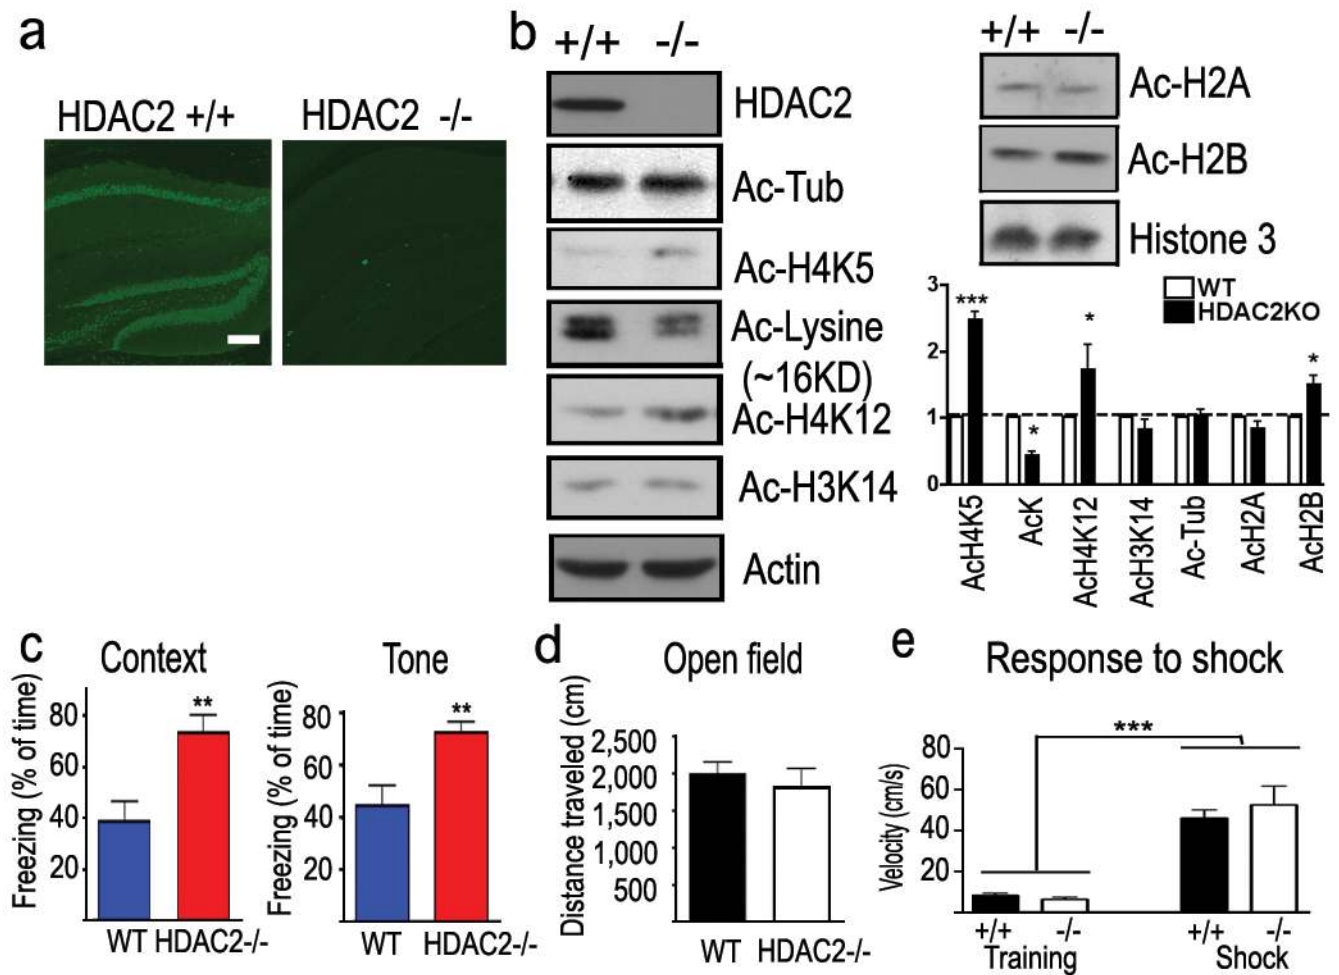 a
HDAC2 +/+
HDAC2 -/-
b
+/+ -/-
HDAC2
Ac-Tub
Ac-H4K5
Ac-Lysine
(~16KD)
Ac-H4K12
Ac-H3K14
Actin
+/+ -/-
Ac-H2A
Ac-H2B
Histone 3
WT
HDAC2KO
3
2
1
0
***
*
*
*
AcH4K5
AcK
AcH4K12
AcH3K14
Ac-Tub
AcH2A
AcH2B
c
Context
Freezing (% of time)
80
60
40
20
**
WT HDAC2-/-
Tone
Freezing (% of time)
80
60
40
20
**
WT HDAC2-/-
d
Open field
Distance traveled (cm)
2,500
2,000
1,500
1,000
500
WT HDAC2-/-
e
Response to shock
***
Velocity (cm/s)
80
60
40
20
+/+ -/- +/+ -/-
Training Shock